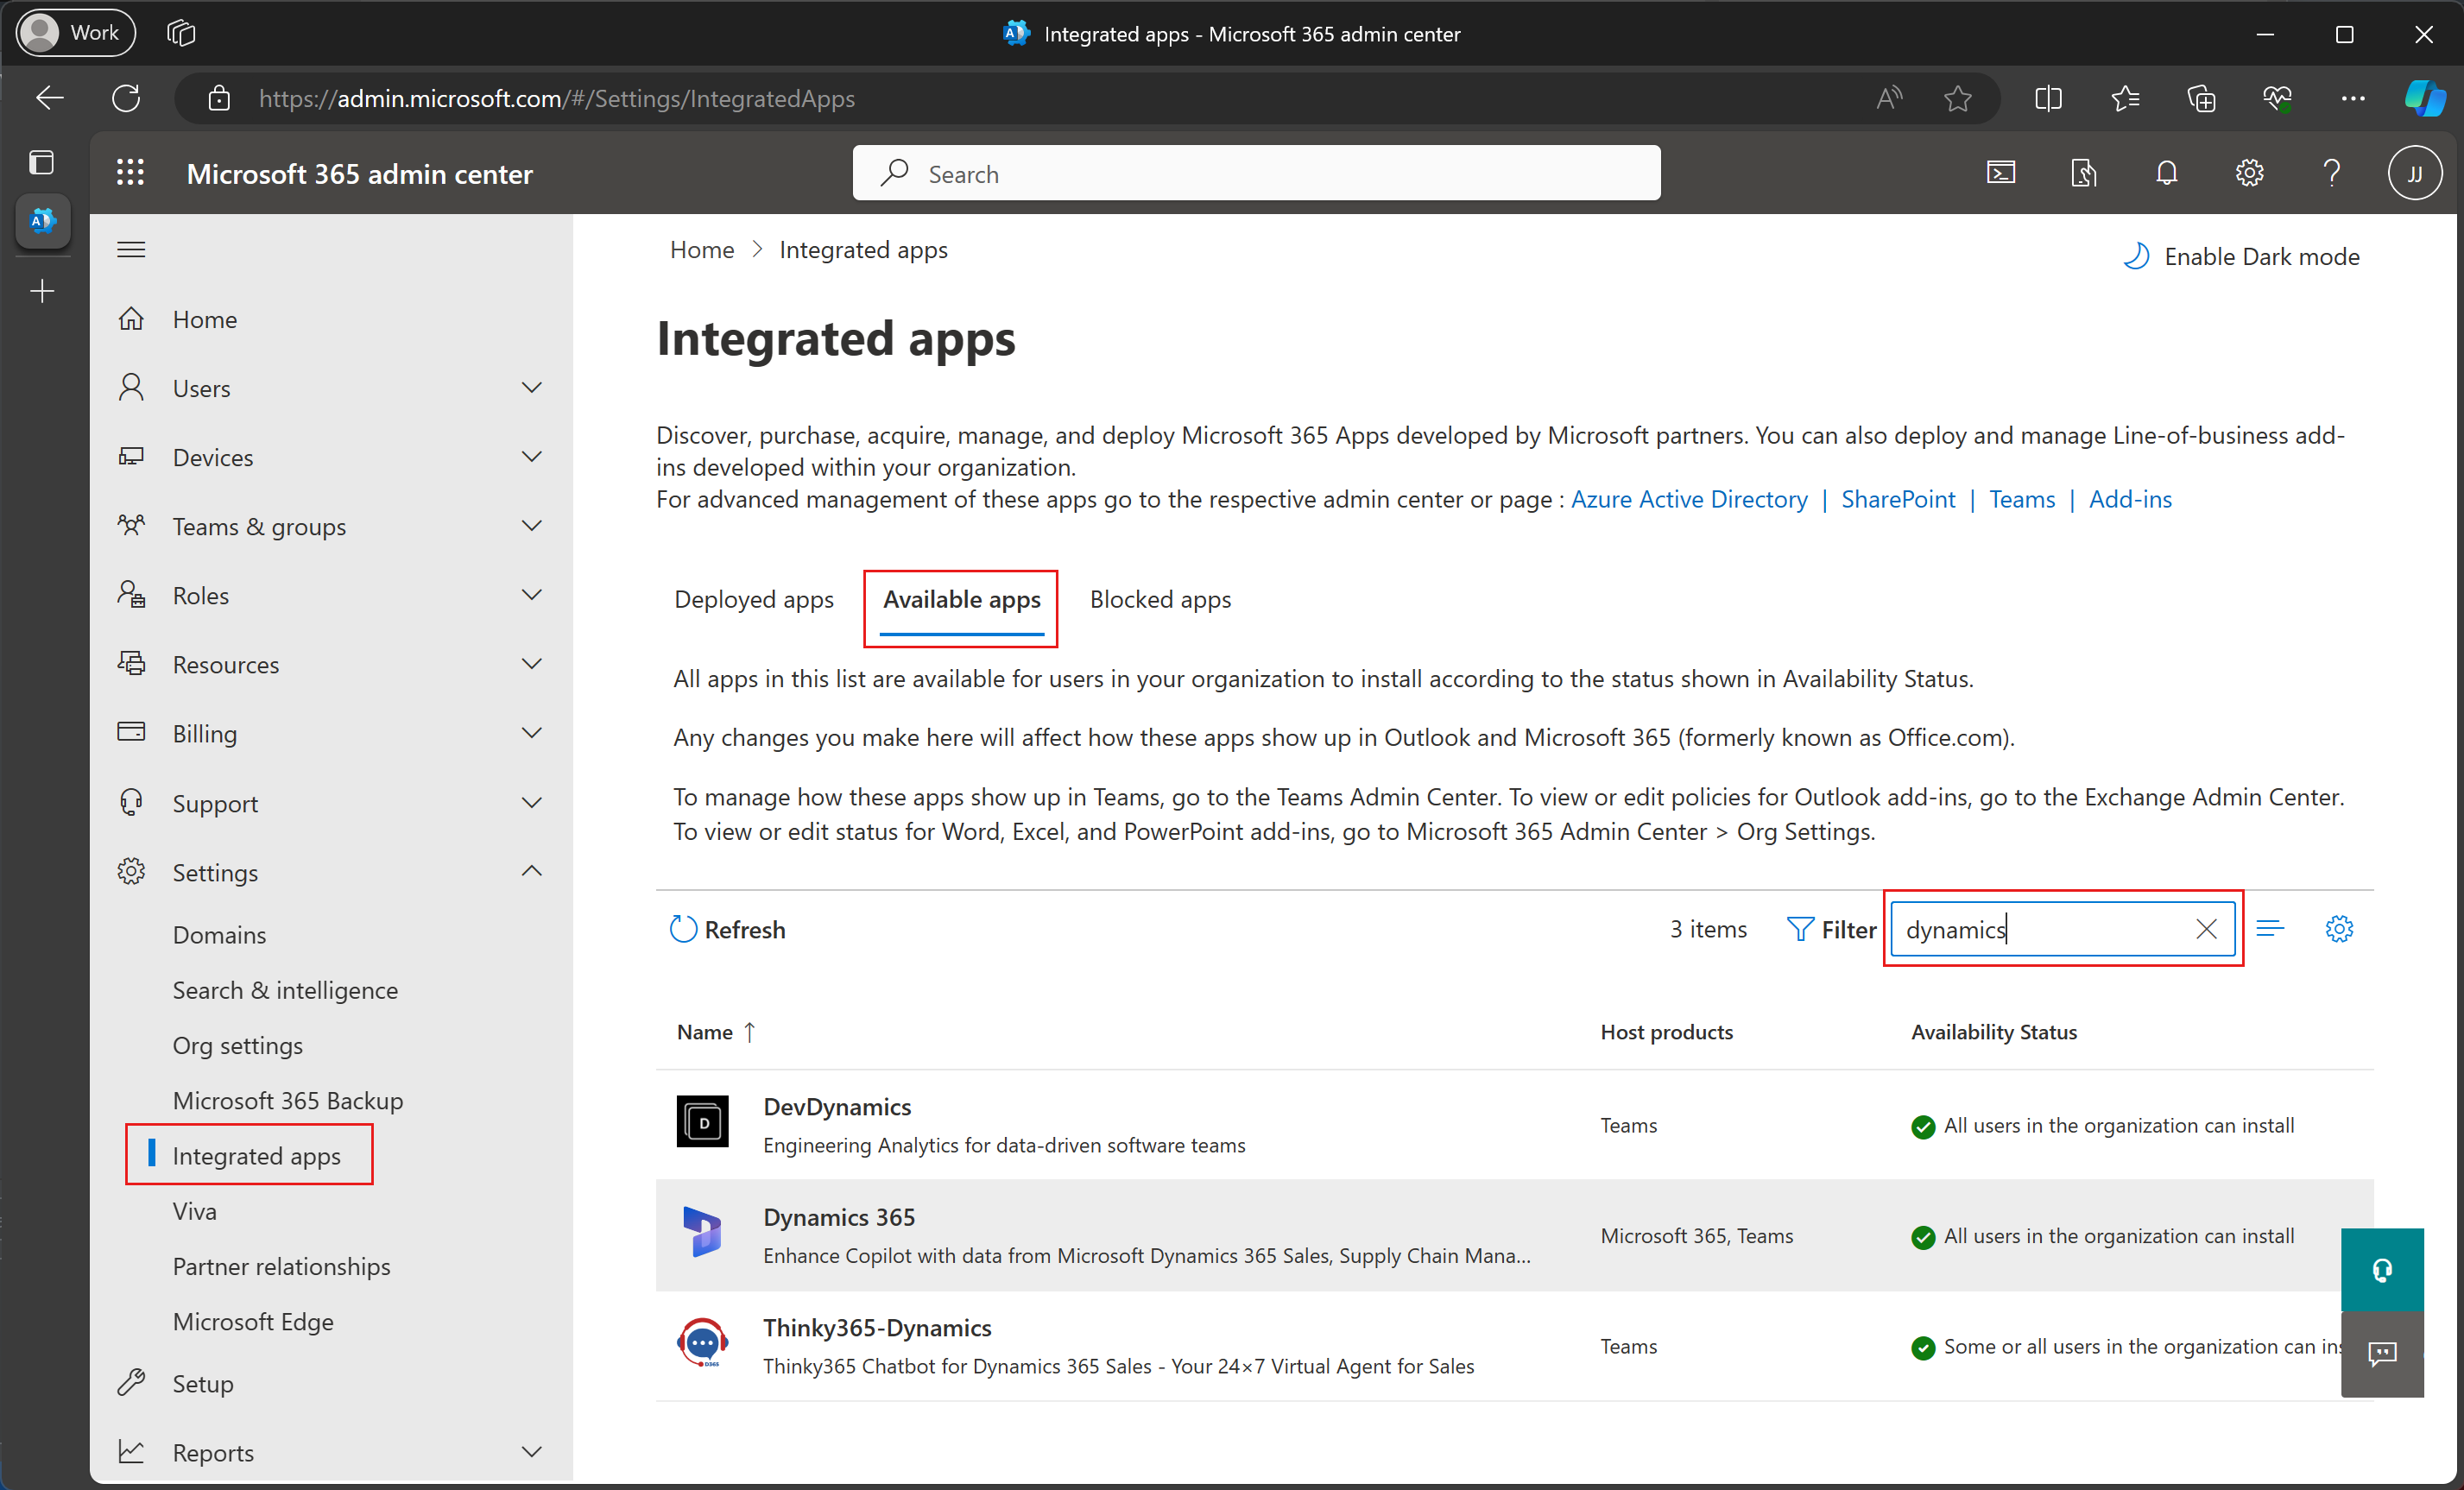 Work
Integrated apps - Microsoft 365 admin center
https://admin.microsoft.com/#/Settings/IntegratedApps
Microsoft 365 admin center
Search
JJ
Home
Users
Devices
Teams & groups
Roles
Resources
Billing
Support
Settings
Domains
Search & intelligence
Org settings
Microsoft 365 Backup
Integrated apps
Viva
Partner relationships
Microsoft Edge
Setup
Reports
Home > Integrated apps
Enable Dark mode
Integrated apps
Discover, purchase, acquire, manage, and deploy Microsoft 365 Apps developed by Microsoft partners. You can also deploy and manage Line-of-business add-
ins developed within your organization.
For advanced management of these apps go to the respective admin center or page : Azure Active Directory | SharePoint | Teams | Add-ins
Deployed apps Available apps Blocked apps
All apps in this list are available for users in your organization to install according to the status shown in Availability Status.
Any changes you make here will affect how these apps show up in Outlook and Microsoft 365 (formerly known as Office.com).
To manage how these apps show up in Teams, go to the Teams Admin Center. To view or edit policies for Outlook add-ins, go to the Exchange Admin Center.
To view or edit status for Word, Excel, and PowerPoint add-ins, go to Microsoft 365 Admin Center > Org Settings.
Refresh 3 items Filter dynamics
Name ↑ Host products Availability Status
D
DevDynamics
Engineering Analytics for data-driven software teams
Teams
All users in the organization can install
Dynamics 365
Enhance Copilot with data from Microsoft Dynamics 365 Sales, Supply Chain Mana...
Microsoft 365, Teams
All users in the organization can install
D365
Thinky365-Dynamics
Thinky365 Chatbot for Dynamics 365 Sales - Your 24×7 Virtual Agent for Sales
Teams
Some or all users in the organization can ins